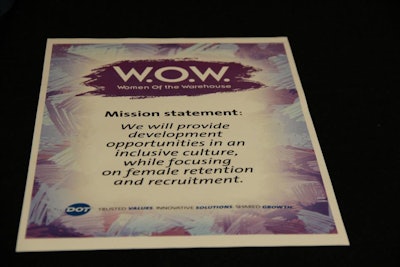 W.O.W.
Women Of the Warehouse
Mission statement:
We will provide
development
opportunities in an
inclusive culture,
while focusing
on female retention
and recruitment.
DOT TRUSTED VALUES. INNOVATIVE SOLUTIONS. SHARED GROWTH.